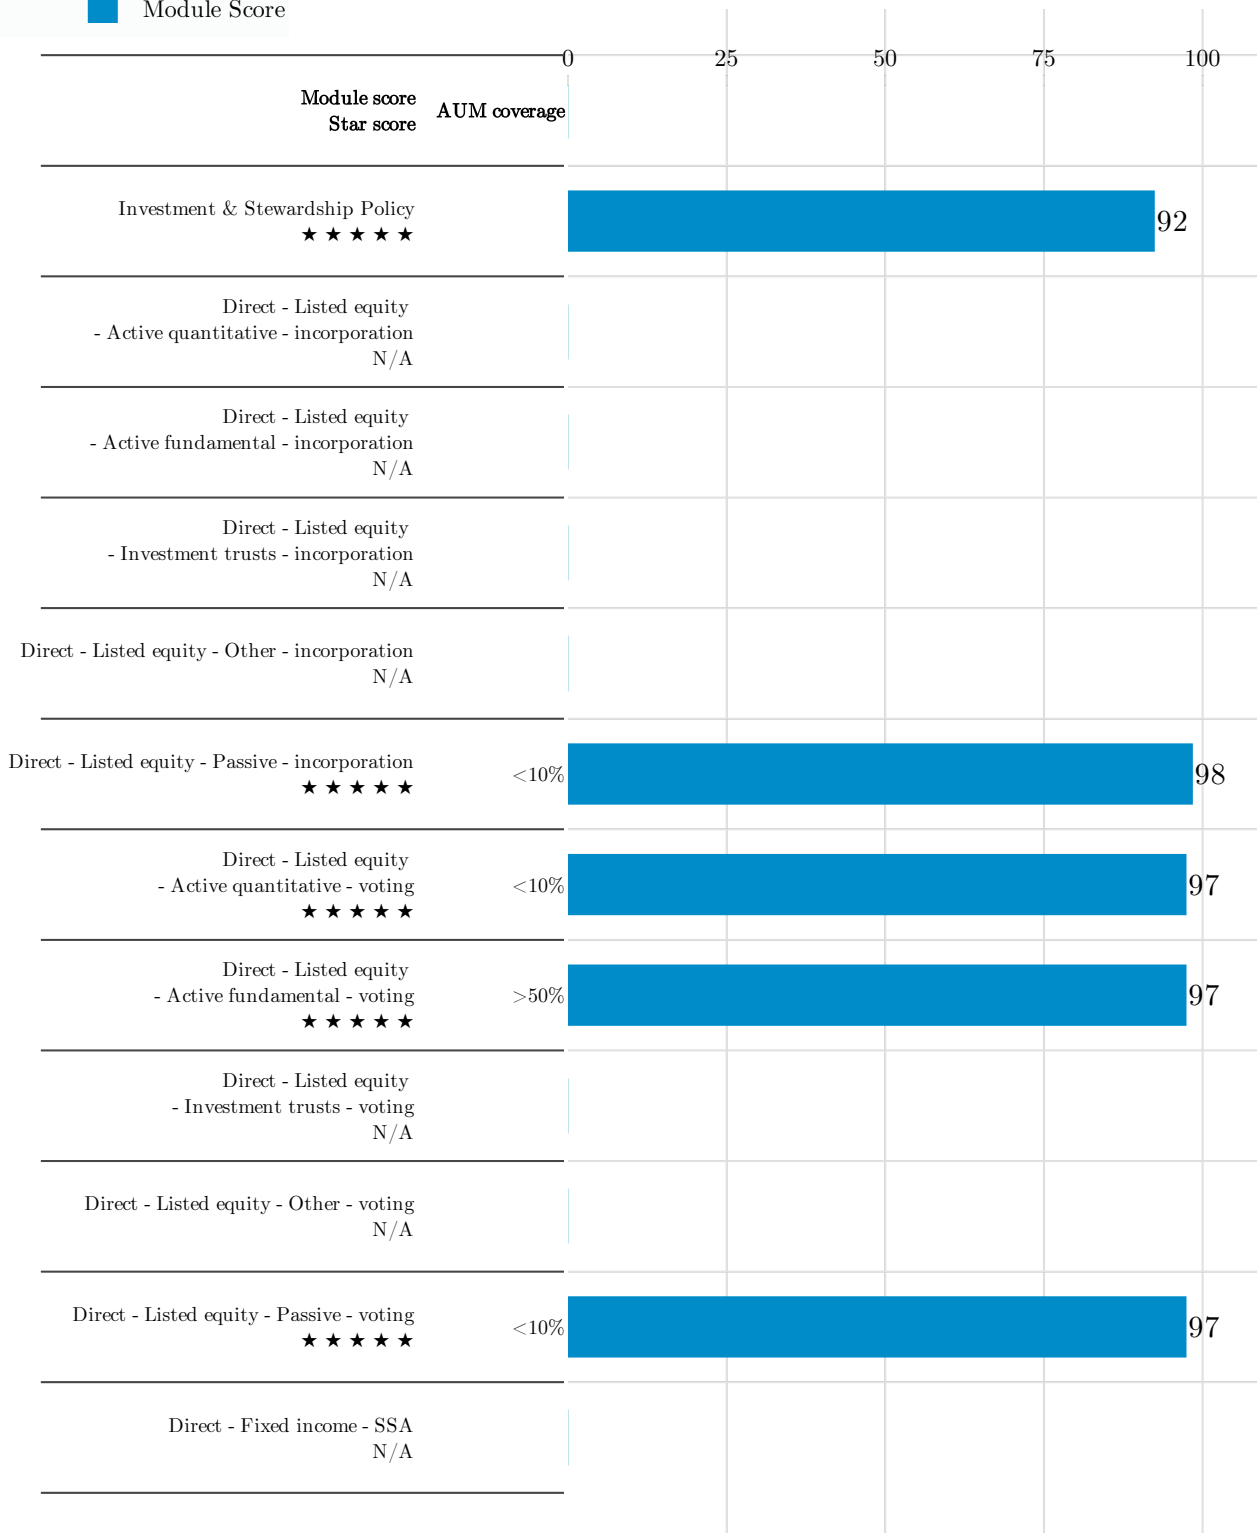 Module Score
0 25 50 75 100
Module score
Star score
AUM coverage
Investment & Stewardship Policy
★ ★ ★ ★ ★
92
Direct - Listed equity
- Active quantitative - incorporation
N/A
Direct - Listed equity
- Active fundamental - incorporation
N/A
Direct - Listed equity
- Investment trusts - incorporation
N/A
Direct - Listed equity - Other - incorporation
N/A
Direct - Listed equity - Passive - incorporation
★ ★ ★ ★ ★
<10%
98
Direct - Listed equity
- Active quantitative - voting
★ ★ ★ ★ ★
<10%
97
Direct - Listed equity
- Active fundamental - voting
★ ★ ★ ★ ★
>50%
97
Direct - Listed equity
- Investment trusts - voting
N/A
Direct - Listed equity - Other - voting
N/A
Direct - Listed equity - Passive - voting
★ ★ ★ ★ ★
<10%
97
Direct - Fixed income - SSA
N/A